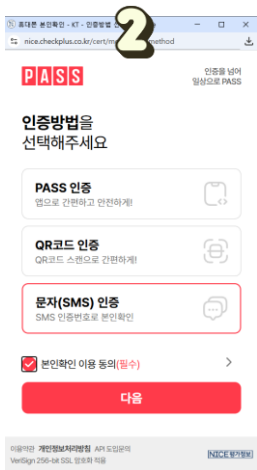 휴대폰 본인확인 - KT - 인증방법 선
2
nice.checkplus.co.kr/cert/m method
PASS
인증을 넘어
일상으로 PASS
인증방법을
선택해주세요
PASS 인증
앱으로 간편하고 안전하게!
QR코드 인증
QR코드 스캔으로 간편하게!
문자(SMS) 인증
SMS 인증번호로 본인확인
본인확인 이용 동의(필수)
다음
이용약관 개인정보처리방침 API 도입문의
VeriSign 256-bit SSL 암호화 적용
NICE평가정보